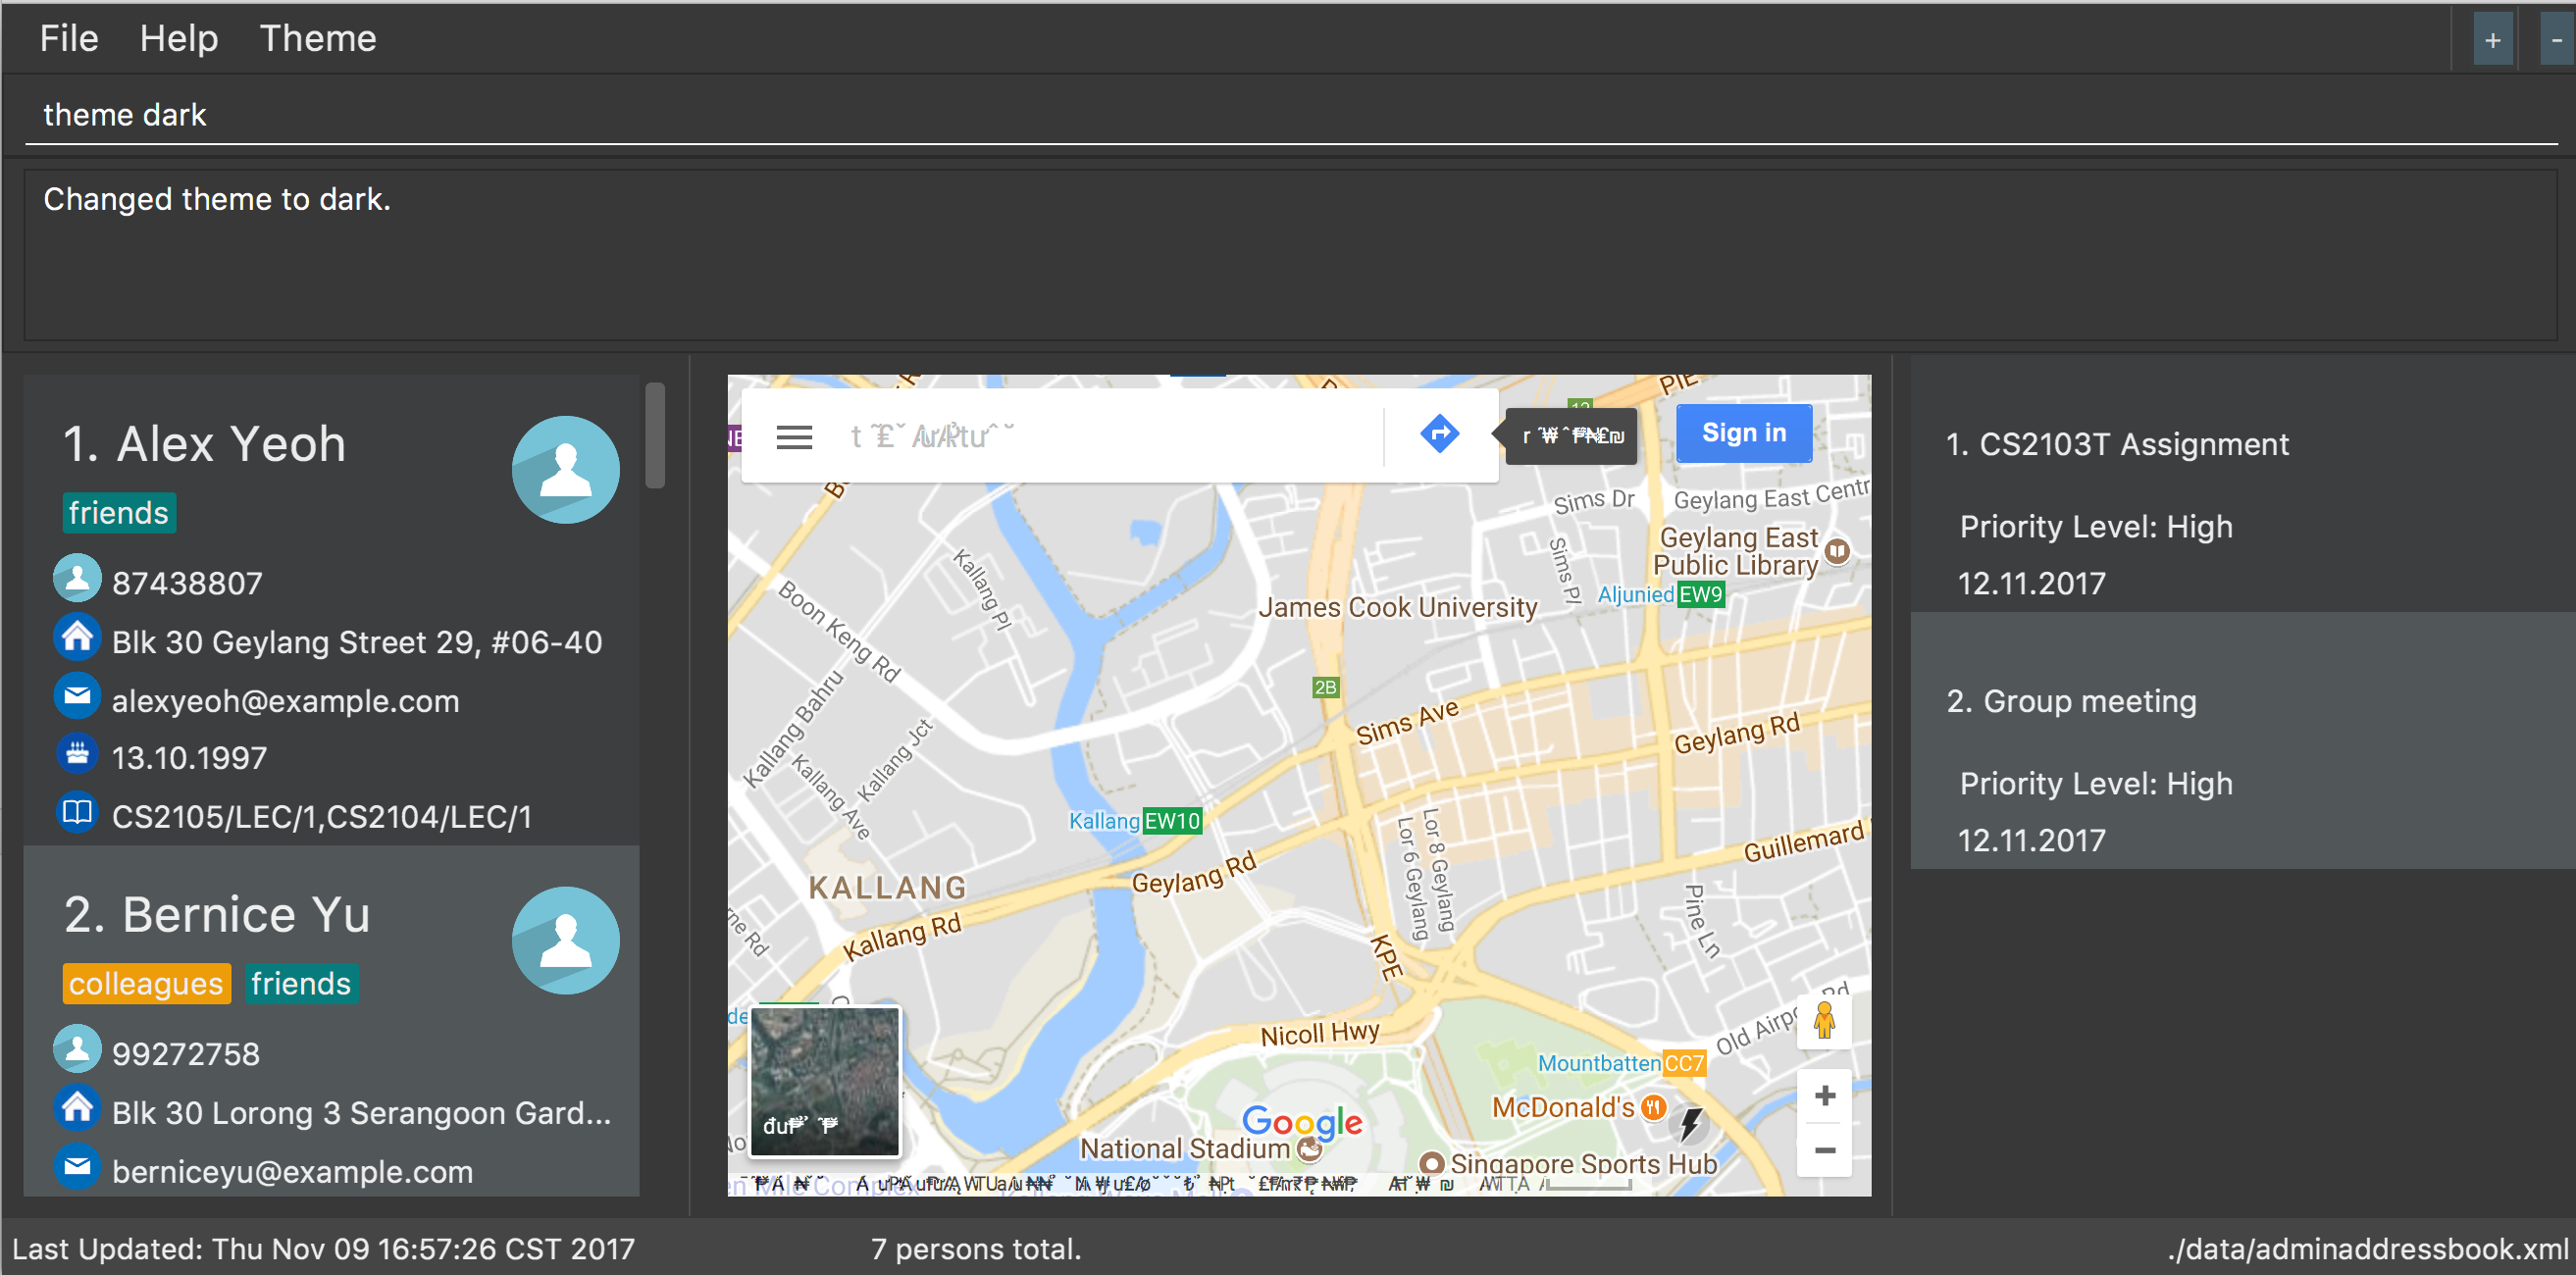 File Help Theme + -
theme dark
Changed theme to dark.
1. Alex Yeoh
friends
87438807
Blk 30 Geylang Street 29, #06-40
alexyeoh@example.com
13.10.1997
CS2105/LEC/1,CS2104/LEC/1
2. Bernice Yu
colleagues friends
99272758
Blk 30 Lorong 3 Serangoon Gard...
berniceyu@example.com
PIE
Sign in
Sims Dr
Geylang East Centr
Geylang East
Public Library
Sims Pl
Aljunied EW9
James Cook University
Kallang Pl
Boon Keng Rd
2B
Kallang Bahru
Sims Ave
Geylang Rd
Kallang Jct
Kallang Ave
Kallang EW10
Lor 6 Geylang
Lor 8 Geylang
Guillemard
KALLANG
Geylang Rd
Kallang Rd
Pine Ln
KPE
Nicoll Hwy
Old Airpo Rd
Mountbatten CC7
McDonald's
Google
National Stadium
Singapore Sports Hub
1. CS2103T Assignment
Priority Level: High
12.11.2017
2. Group meeting
Priority Level: High
12.11.2017
Last Updated: Thu Nov 09 16:57:26 CST 2017
7 persons total.
./data/adminaddressbook.xml